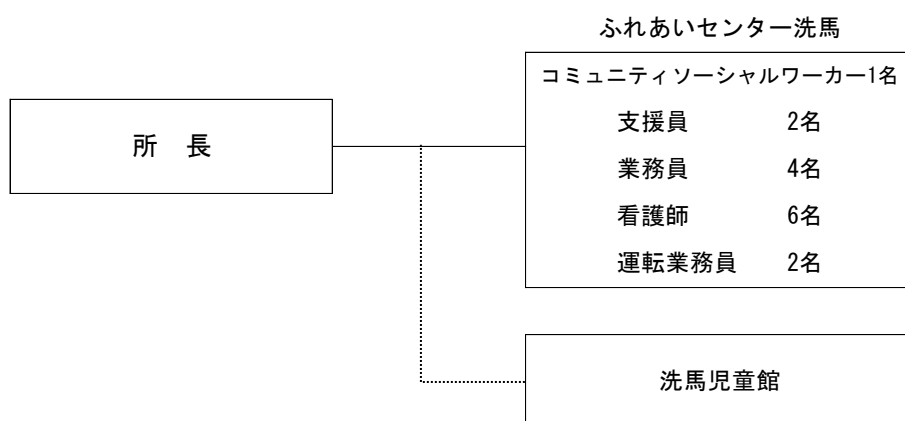 ふれあいセンター洗馬
コミュニティソーシャルワーカー1名
所　長
支援員　2名
業務員　4名
看護師　6名
運転業務員　2名
洗馬児童館